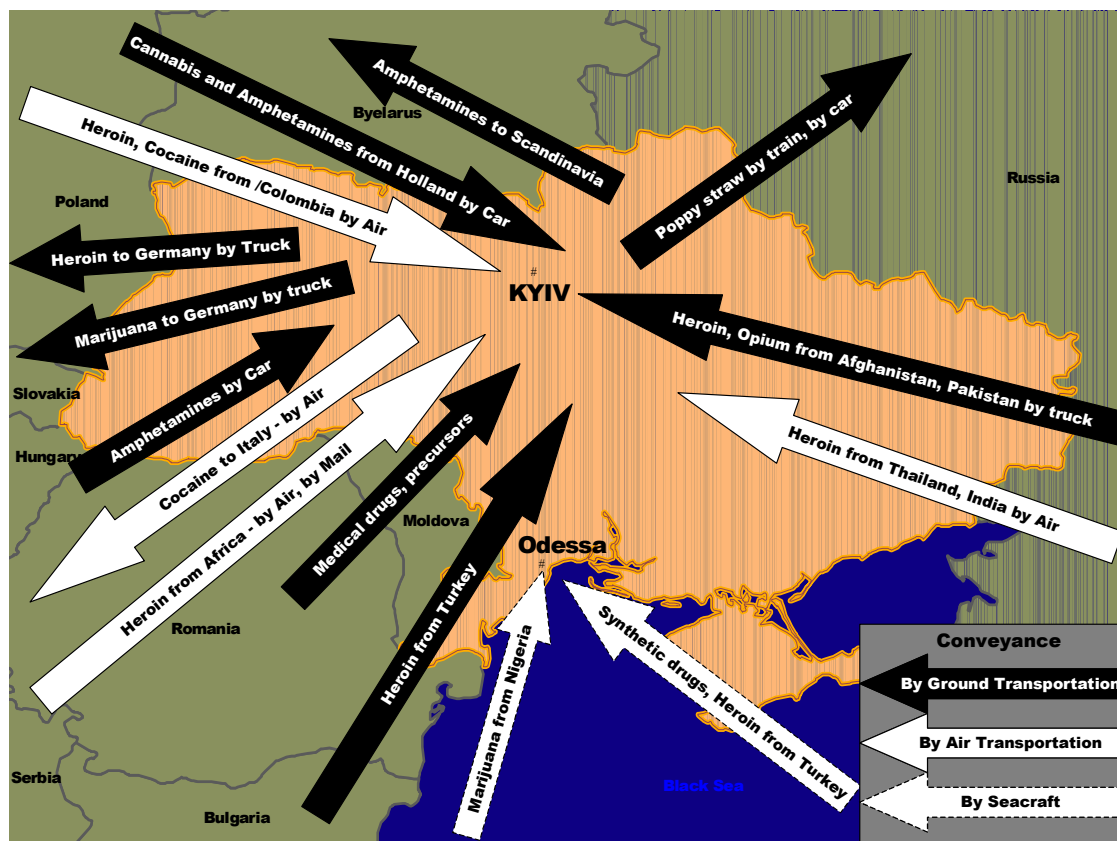 Cannabis and Amphetamines from Holland by Car
Amphetamines to Scandinavia
Byelarus
Poppy straw by train, by car
Russia
Heroin, Cocaine from /Colombia by Air
Poland
Heroin to Germany by Truck
#
KYIV
Marijuana to Germany by truck
Heroin, Opium from Afghanistan, Pakistan by truck
Slovakia
Amphetamines by Car
Hungary
Cocaine to Italy - by Air
Heroin from Africa - by Air, by Mail
Medical drugs, precursors
Heroin from Thailand, India by Air
Moldova
Odessa
#
Heroin from Turkey
Romania
Marijuana from Nigeria
Synthetic drugs, Heroin from Turkey
Serbia
Bulgaria
Black Sea
Conveyance
By Ground Transportation
By Air Transportation
By Seacraft